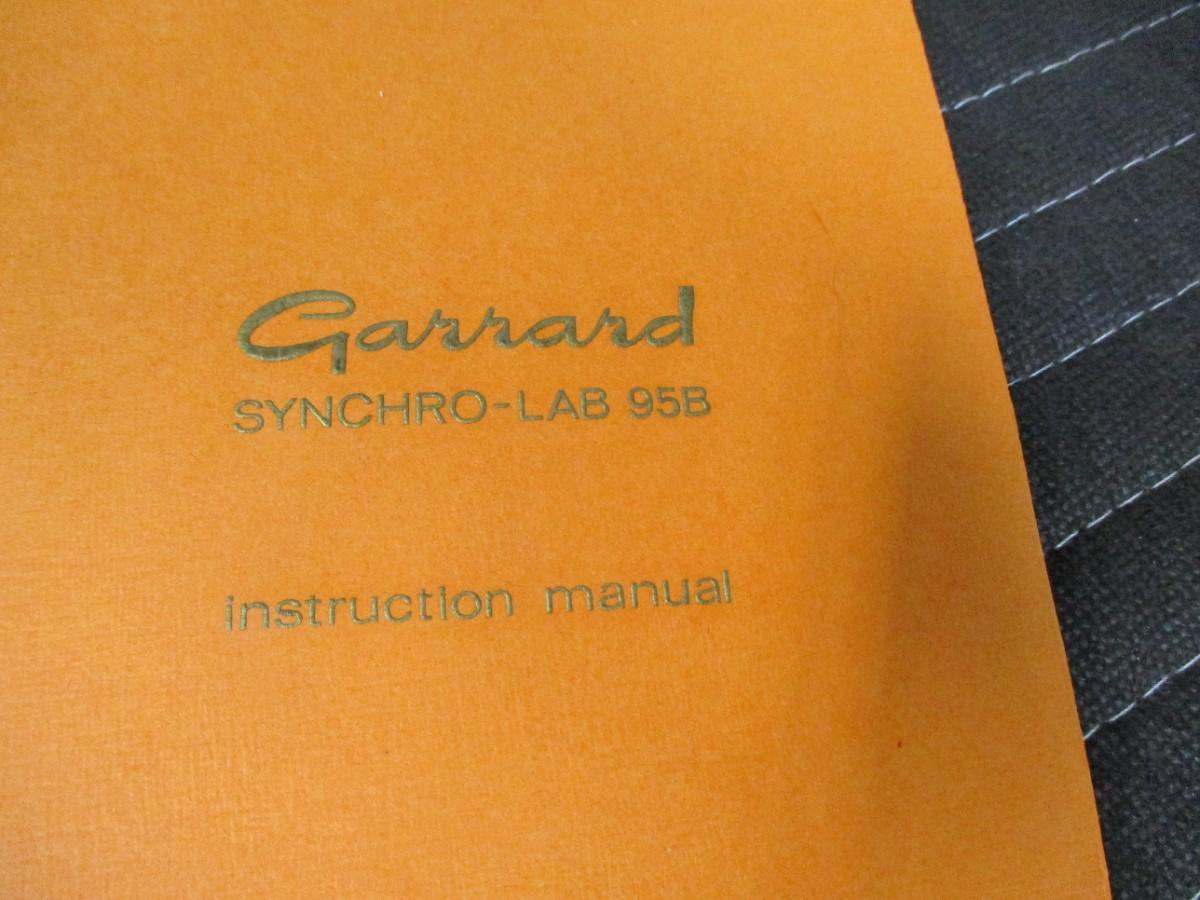 Garrard
SYNCHRO-LAB 95B
instruction manual